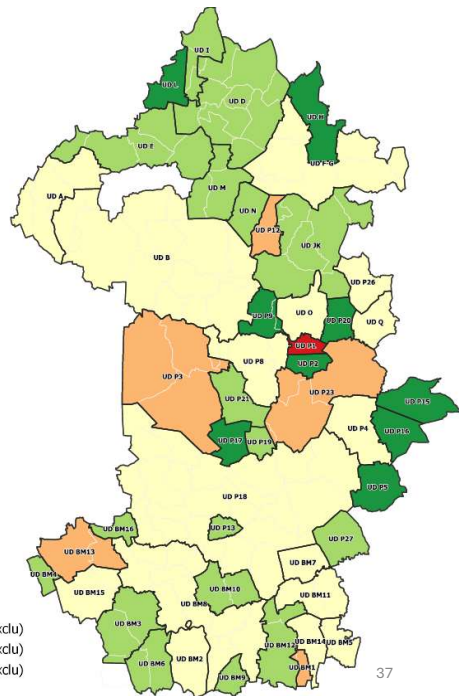 UD I
UD L
UD D
UD H
UD E
UD F-G
UD M
UD A
UD N
UD P12
UD JK
UD B
UD P26
UD P9
UD O
UD P20
UD Q
UD P1
UD P2
UD P8
UD P3
UD P23
UD P21
UD P15
UD P4
UD P16
UD P17
UD P19
UD P5
UD P18
UD P13
UD BM16
UD P27
UD BM13
UD BM7
UD BM4
UD BM10
UD BM15
UD BM11
UD BM8
UD BM3
UD BM14
UD BM5
UD BM12
UD BM6
UD BM2
UD BM1
UD BM9
xclu)
xclu)
xclu)
37